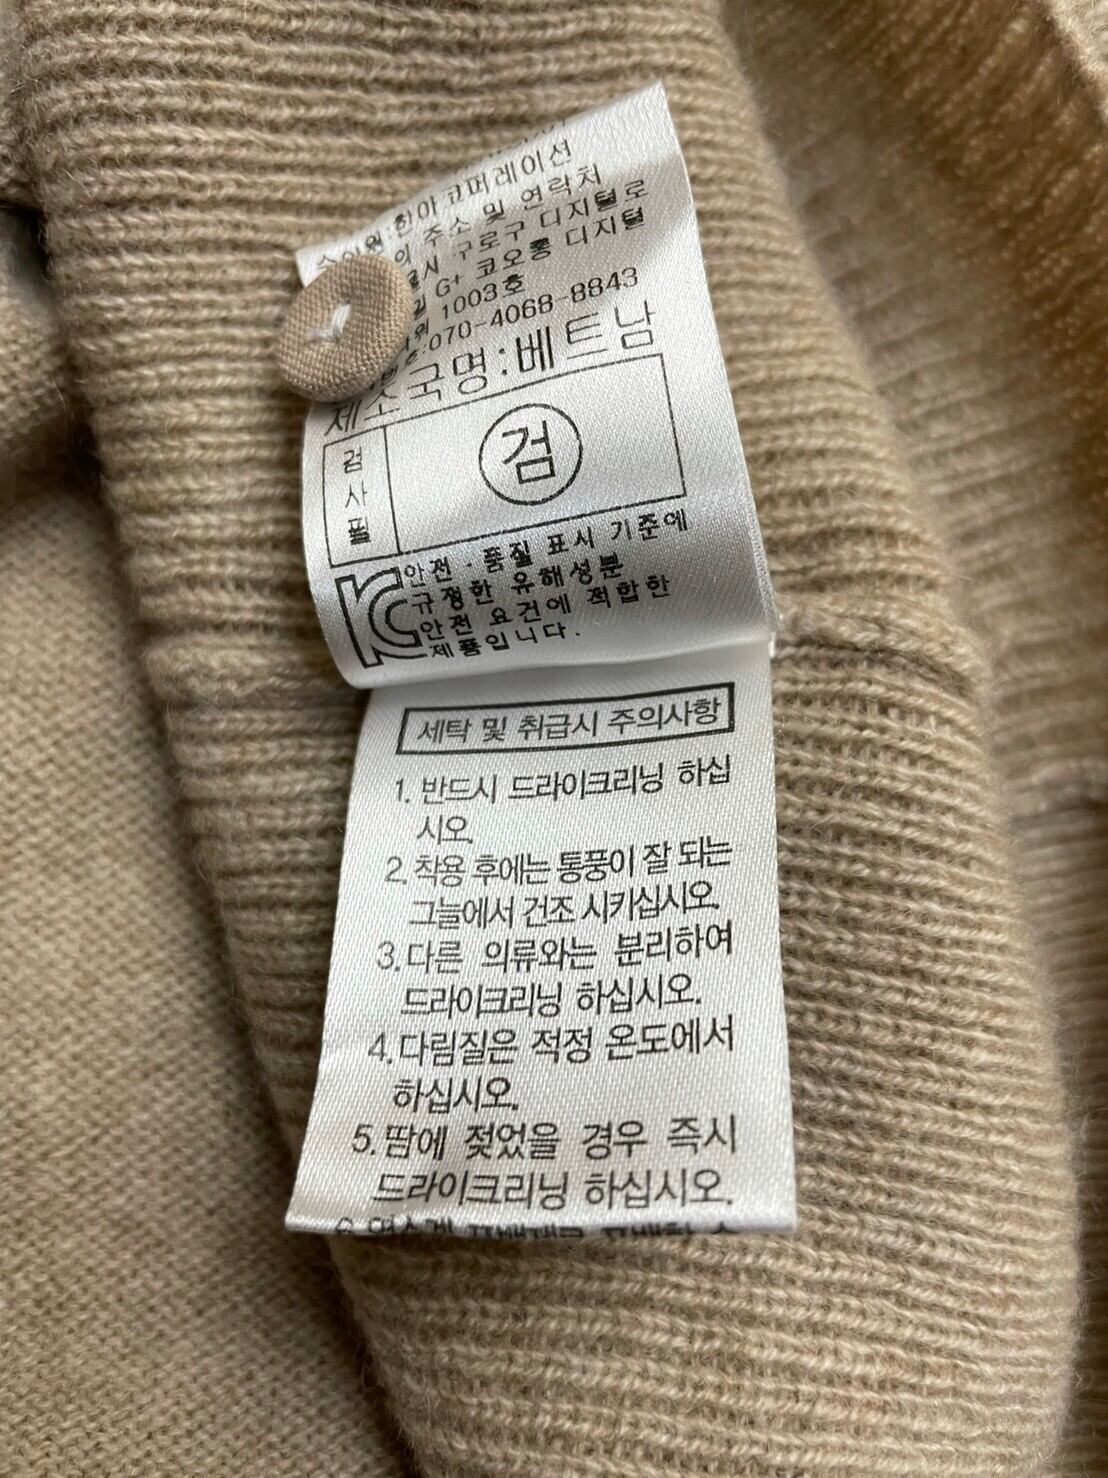 한아코퍼레이션
의 주소 및 연락처
구로구 디지털로
G+ 코오롱 디지털
1003호
:070-4068-8843
제조국명:베트남
검사필
검
안전·품질 표시 기준에
규정한 유해성분
안전 요건에 적합한
제품입니다.
세탁 및 취급시 주의사항
1. 반드시 드라이크리닝 하십
시오.
2. 착용 후에는 통풍이 잘 되는
그늘에서 건조 시키십시오.
3. 다른 의류와는 분리하여
드라이크리닝 하십시오.
4. 다림질은 적정 온도에서
하십시오.
5. 땀에 젖었을 경우 즉시
드라이크리닝 하십시오.